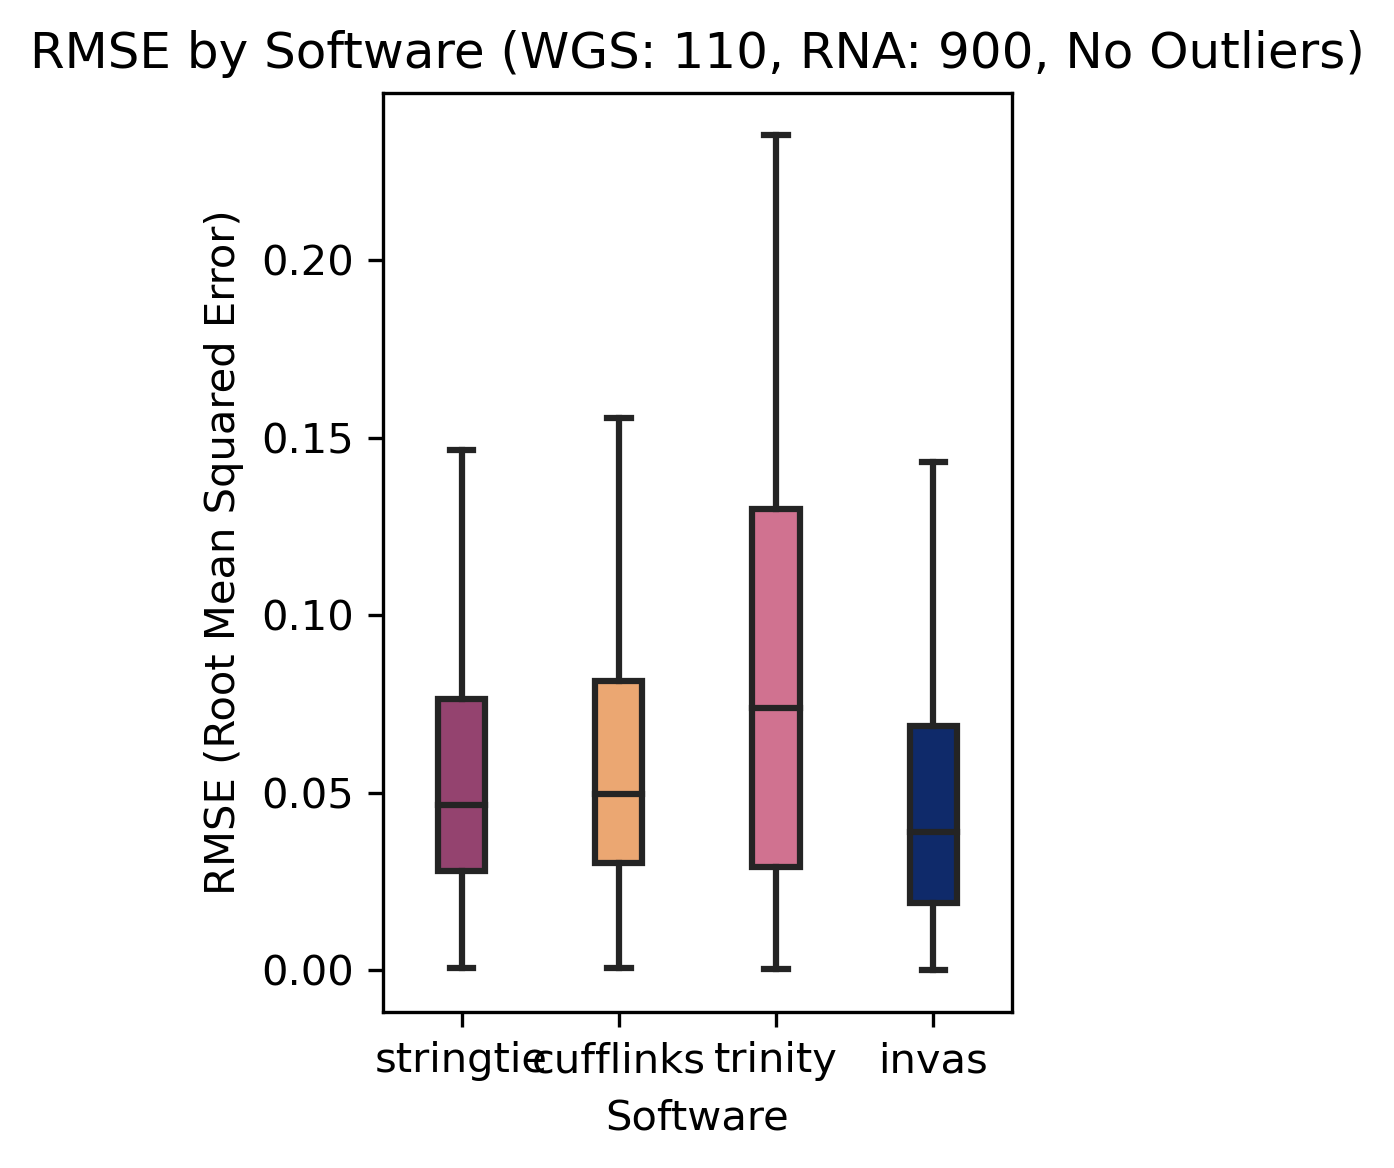 RMSE by Software (WGS: 110, RNA: 900, No Outliers)
RMSE (Root Mean Squared Error)
0.20
0.15
0.10
0.05
0.00
stringtie cufflinks trinity invas
Software